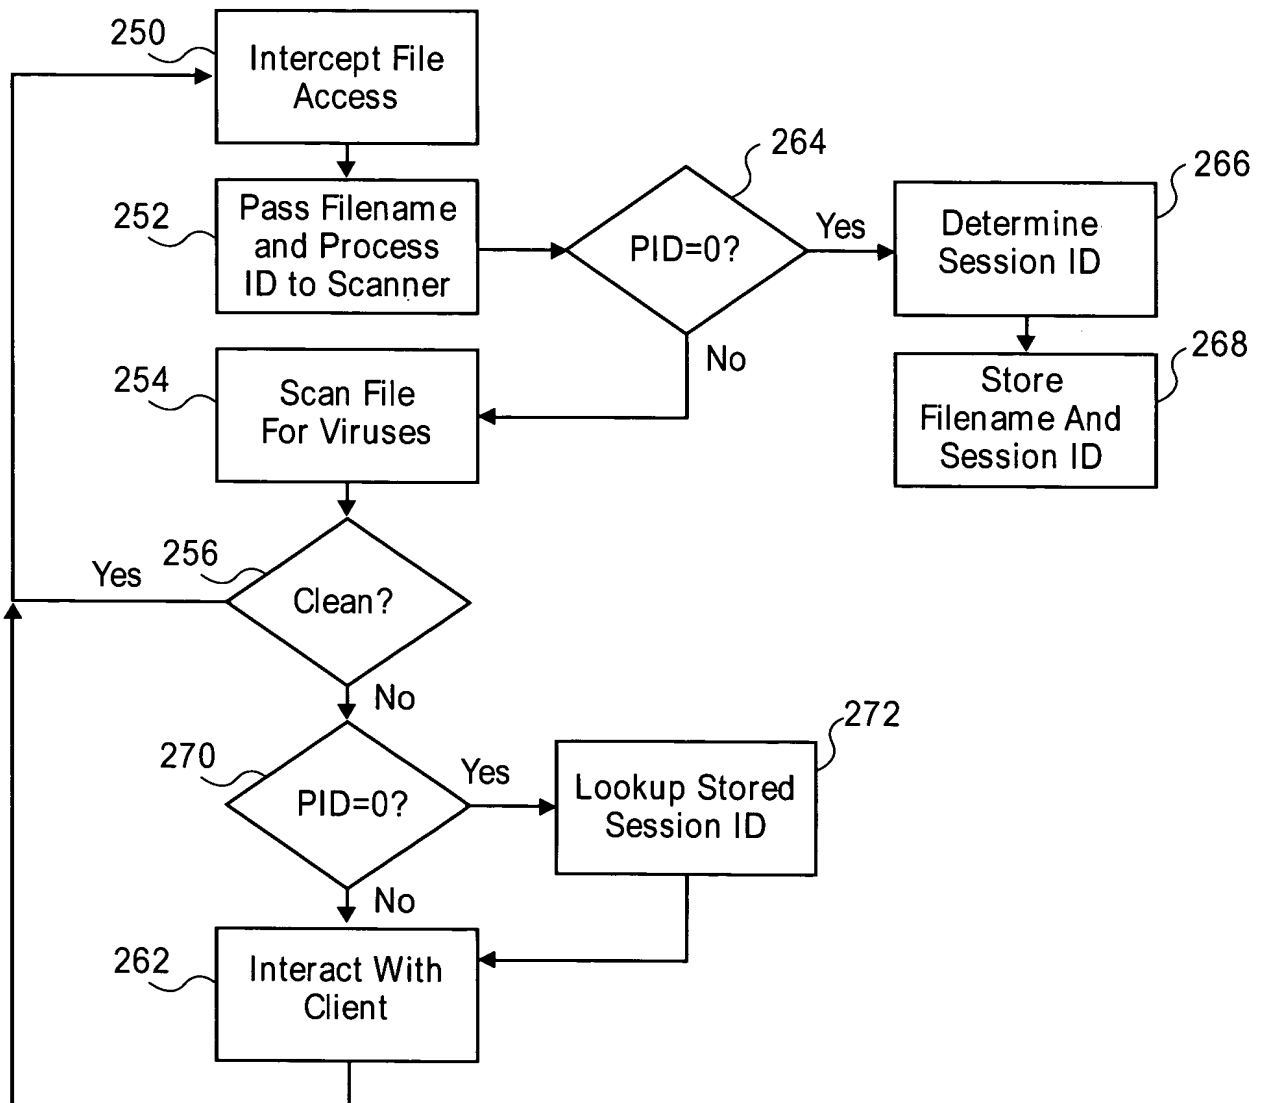 250
Intercept File
Access
264
266
252
Pass Filename
and Process
ID to Scanner
PID=0?
Yes
Determine
Session ID
No
268
254
Scan File
For Viruses
Store
Filename And
Session ID
256
Yes
Clean?
No
272
270
PID=0?
Yes
Lookup Stored
Session ID
No
262
Interact With
Client